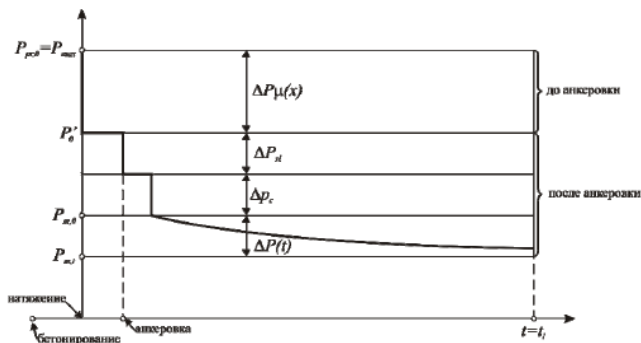 P_{p,0}=P_{max}
ΔPμ(x)
до анкеровки
P'_0
ΔP_{sl}
Δp_c
после анкеровки
P_{m,0}
ΔP(t)
P_{m,t}
натяжение
анкеровка
t=t_i
бетонирование